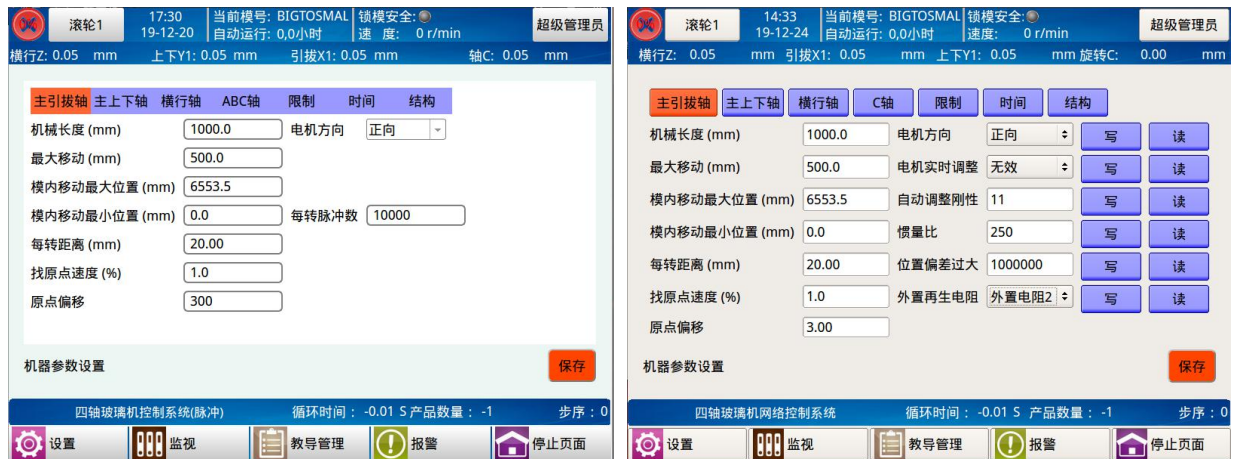 滚轮1
17:30
19-12-20
当前模号: BIGTOSMAL
自动运行: 0,0小时
锁模安全:
速 度: 0 r/min
超级管理员
横行Z: 0.05 mm 上下Y1: 0.05 mm 引拔X1: 0.05 mm 轴C: 0.05 mm
主引拔轴 主上下轴 横行轴 ABC轴 限制 时间 结构
机械长度 (mm) 1000.0 电机方向 正向
最大移动 (mm) 500.0
模内移动最大位置 (mm) 6553.5
模内移动最小位置 (mm) 0.0 每转脉冲数 10000
每转距离 (mm) 20.00
找原点速度 (%) 1.0
原点偏移 300
机器参数设置 保存
四轴玻璃机控制系统(脉冲) 循环时间： -0.01 S 产品数量： -1 步序： 0
设置 监视 教导管理 报警 停止页面
滚轮1
14:33
19-12-24
当前模号: BIGTOSMAL
自动运行: 0,0小时
锁模安全:
速度: 0 r/min
超级管理员
横行Z: 0.05 mm 引拔X1: 0.05 mm 上下Y1: 0.05 mm 旋转C: 0.00 mm
主引拔轴 主上下轴 横行轴 C轴 限制 时间 结构
机械长度 (mm) 1000.0 电机方向 正向 写 读
最大移动 (mm) 500.0 电机实时调整 无效 写 读
模内移动最大位置 (mm) 6553.5 自动调整刚性 11 写 读
模内移动最小位置 (mm) 0.0 惯量比 250 写 读
每转距离 (mm) 20.00 位置偏差过大 1000000 写 读
找原点速度 (%) 1.0 外置再生电阻 外置电阻2 写 读
原点偏移 3.00
机器参数设置 保存
四轴玻璃机网络控制系统 循环时间： -0.01 S 产品数量： -1 步序： 0
设置 监视 教导管理 报警 停止页面